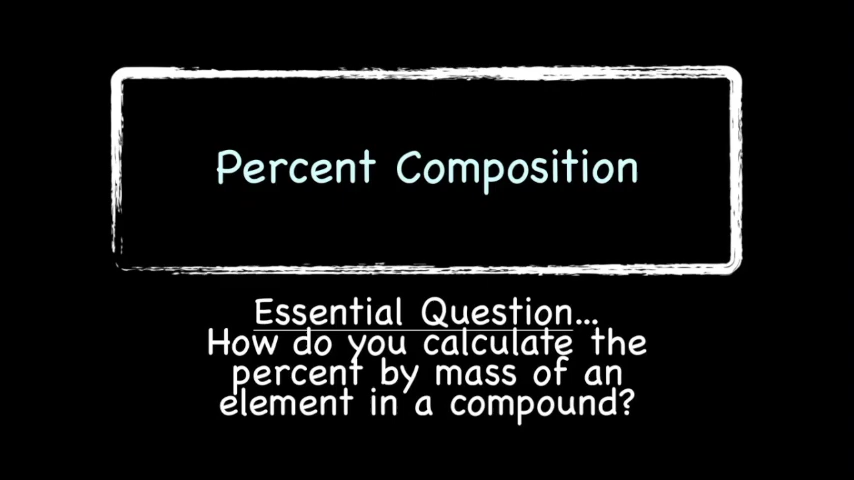 Percent Composition
Essential Question...
How do you calculate the
percent by mass of an
element in a compound?